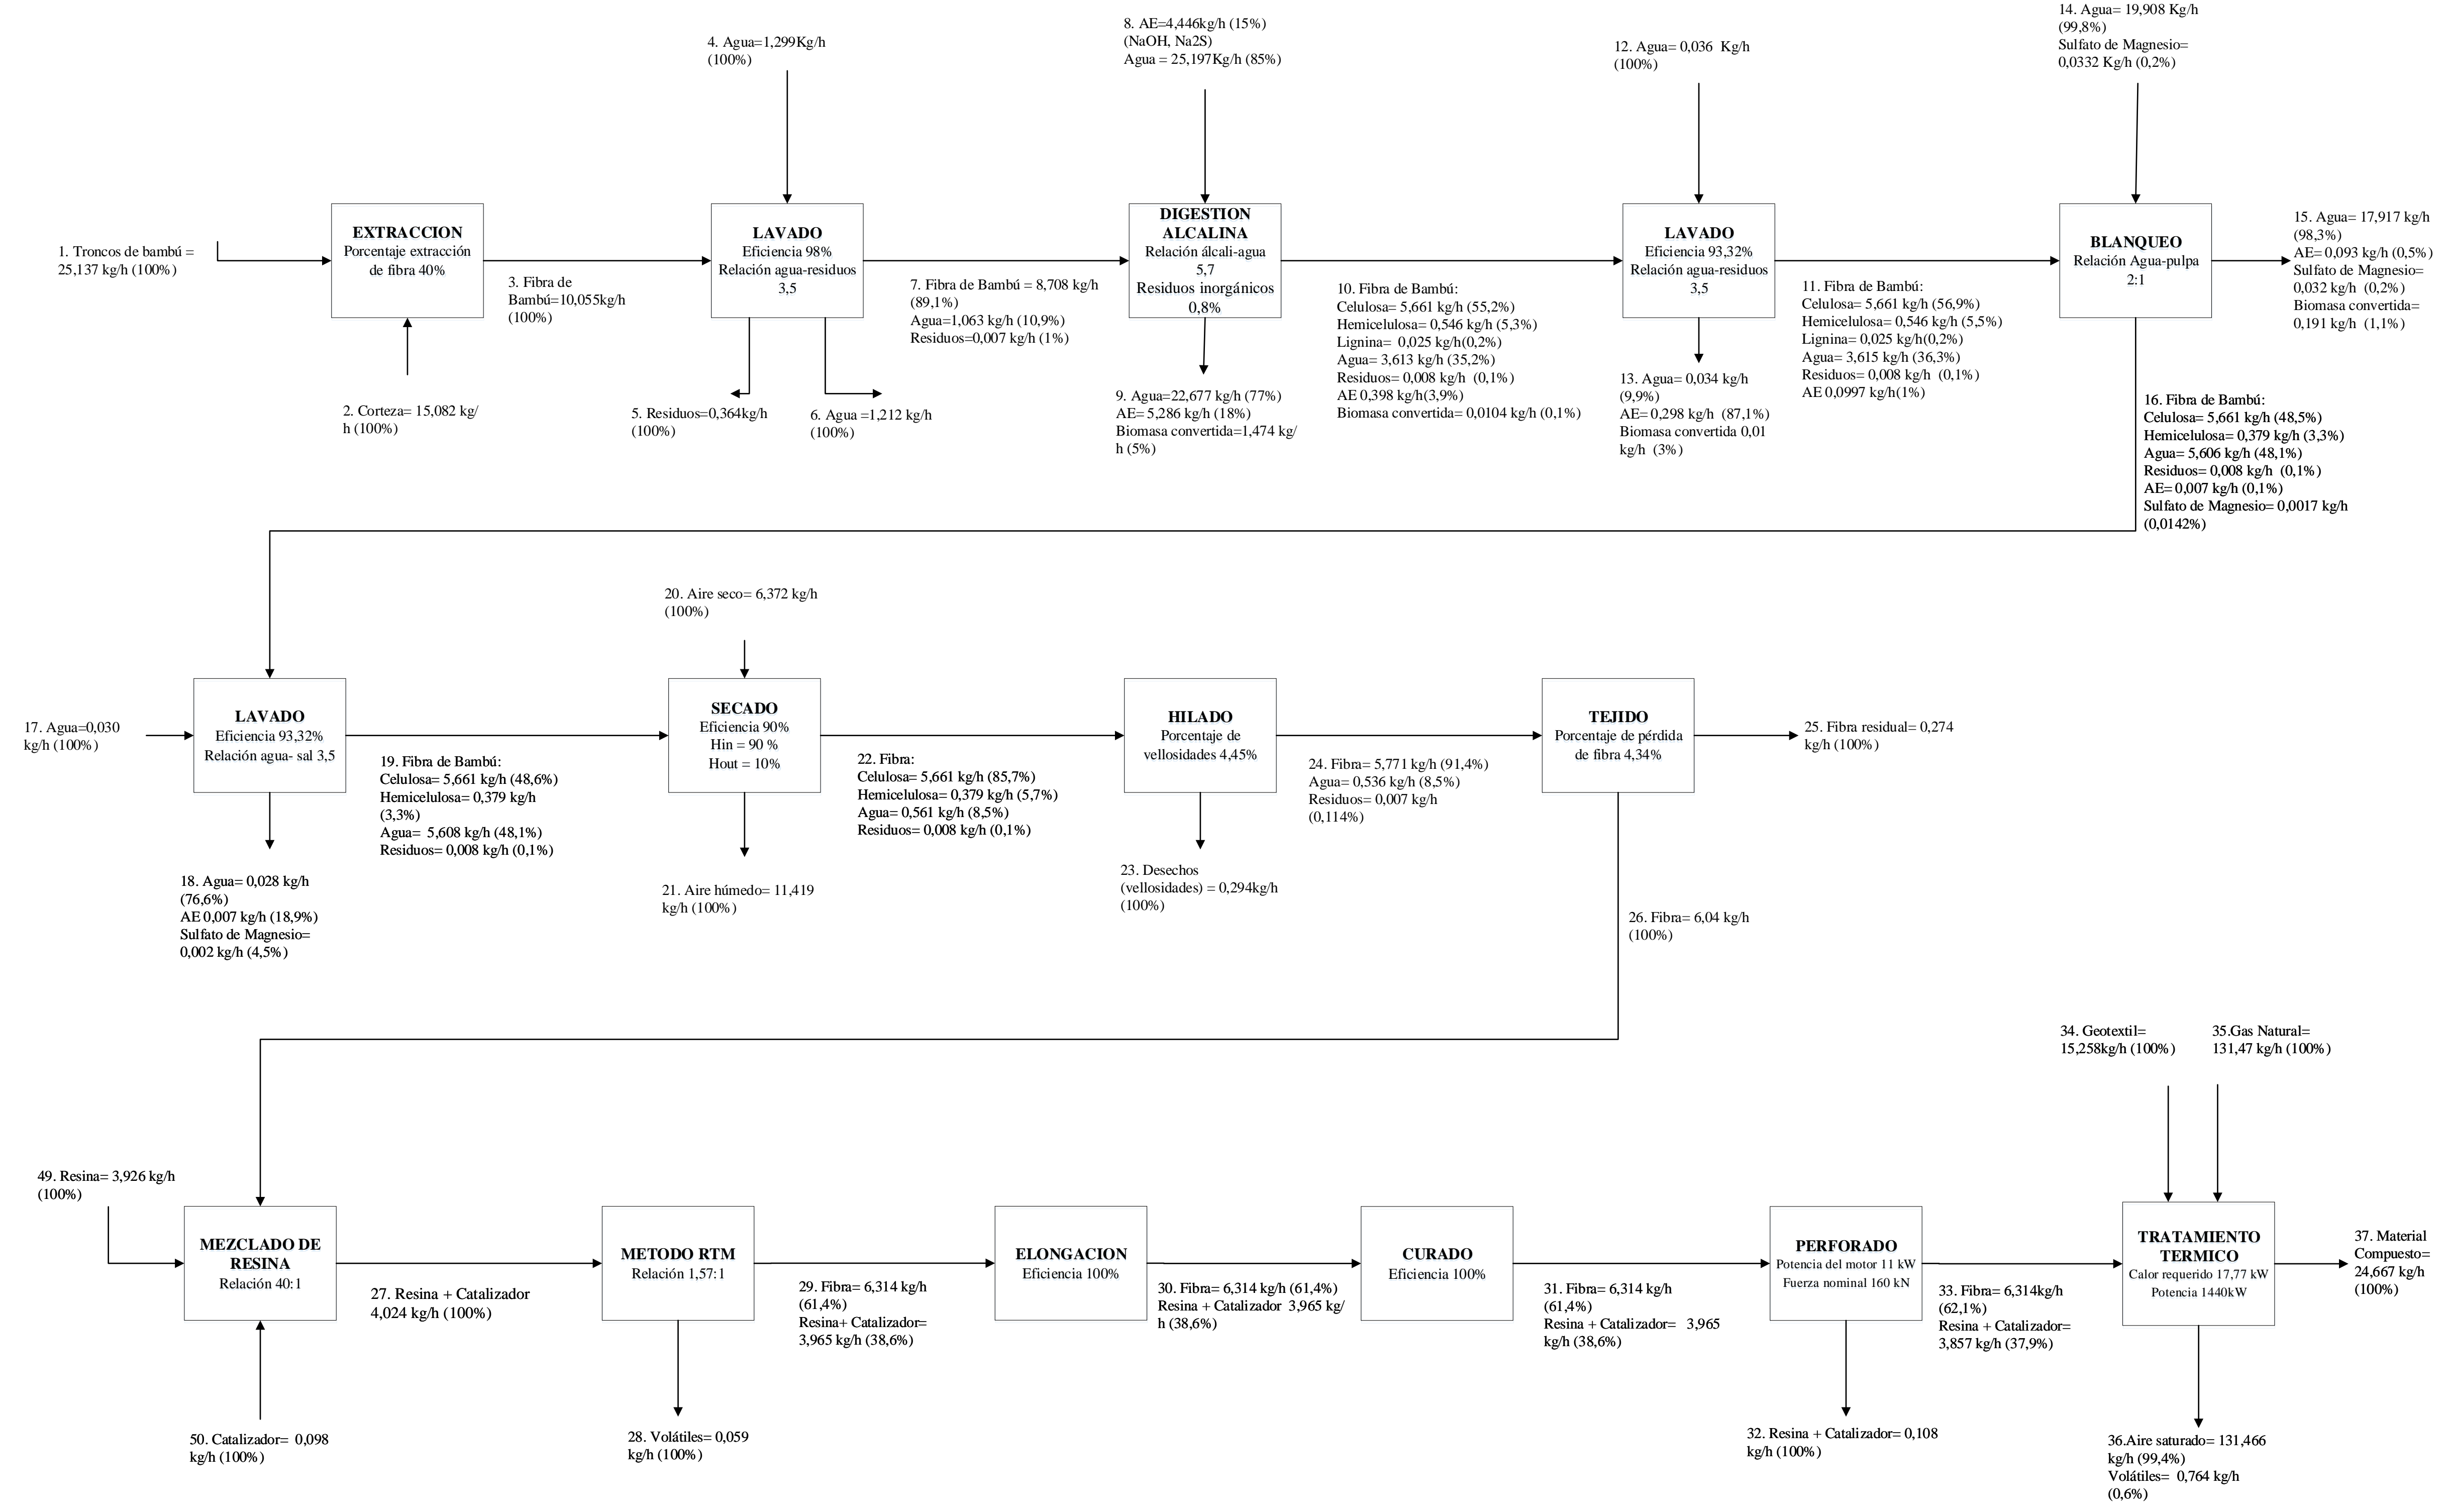 1. Troncos de bambú =
25,137 kg/h (100%)
EXTRACCION
Porcentaje extracción
de fibra 40%
2. Corteza= 15,082 kg/
h (100%)
3. Fibra de
Bambú=10,055kg/h
(100%)
4. Agua=1,299Kg/h
(100%)
LAVADO
Eficiencia 98%
Relación agua-residuos
3,5
5. Residuos=0,364kg/h
(100%)
6. Agua =1,212 kg/h
(100%)
7. Fibra de Bambú = 8,708 kg/h
(89,1%)
Agua=1,063 kg/h (10,9%)
Residuos=0,007 kg/h (1%)
8. AE=4,446kg/h (15%)
(NaOH, Na2S)
Agua = 25,197Kg/h (85%)
DIGESTION
ALCALINA
Relación álcali-agua
5,7
Residuos inorgánicos
0,8%
9. Agua=22,677 kg/h (77%)
AE= 5,286 kg/h (18%)
Biomasa convertida=1,474 kg/
h (5%)
10. Fibra de Bambú:
Celulosa= 5,661 kg/h (55,2%)
Hemicelulosa= 0,546 kg/h (5,3%)
Lignina=  0,025 kg/h(0,2%)
Agua= 3,613 kg/h (35,2%)
Residuos= 0,008 kg/h  (0,1%)
AE 0,398 kg/h(3,9%)
Biomasa convertida= 0,0104 kg/h (0,1%)
12. Agua= 0,036  Kg/h
(100%)
LAVADO
Eficiencia 93,32%
Relación agua-residuos
3,5
13. Agua= 0,034 kg/h
(9,9%)
AE= 0,298 kg/h  (87,1%)
Biomasa convertida 0,01
kg/h  (3%)
11. Fibra de Bambú:
Celulosa= 5,661 kg/h (56,9%)
Hemicelulosa= 0,546 kg/h (5,5%)
Lignina= 0,025 kg/h(0,2%)
Agua= 3,615 kg/h (36,3%)
Residuos= 0,008 kg/h  (0,1%)
AE 0,0997 kg/h(1%)
14. Agua= 19,908 Kg/h
(99,8%)
Sulfato de Magnesio=
0,0332 Kg/h (0,2%)
BLANQUEO
Relación Agua-pulpa
2:1
15. Agua= 17,917 kg/h
(98,3%)
AE= 0,093 kg/h (0,5%)
Sulfato de Magnesio=
0,032 kg/h  (0,2%)
Biomasa convertida=
0,191 kg/h  (1,1%)
16. Fibra de Bambú:
Celulosa= 5,661 kg/h (48,5%)
Hemicelulosa= 0,379 kg/h (3,3%)
Agua= 5,606 kg/h (48,1%)
Residuos= 0,008 kg/h  (0,1%)
AE= 0,007 kg/h (0,1%)
Sulfato de Magnesio= 0,0017 kg/h
(0,0142%)
17. Agua=0,030
kg/h (100%)
LAVADO
Eficiencia 93,32%
Relación agua- sal 3,5
18. Agua= 0,028 kg/h
(76,6%)
AE 0,007 kg/h (18,9%)
Sulfato de Magnesio=
0,002 kg/h (4,5%)
19. Fibra de Bambú:
Celulosa= 5,661 kg/h (48,6%)
Hemicelulosa= 0,379 kg/h
(3,3%)
Agua=  5,608 kg/h (48,1%)
Residuos= 0,008 kg/h (0,1%)
20. Aire seco= 6,372 kg/h
(100%)
SECADO
Eficiencia 90%
Hin = 90 %
Hout = 10%
21. Aire húmedo= 11,419
kg/h (100%)
22. Fibra:
Celulosa= 5,661 kg/h (85,7%)
Hemicelulosa= 0,379 kg/h (5,7%)
Agua= 0,561 kg/h (8,5%)
Residuos= 0,008 kg/h (0,1%)
HILADO
Porcentaje de
vellosidades 4,45%
23. Desechos
(vellosidades) = 0,294kg/h
(100%)
24. Fibra= 5,771 kg/h (91,4%)
Agua= 0,536 kg/h (8,5%)
Residuos= 0,007 kg/h
(0,114%)
TEJIDO
Porcentaje de pérdida
de fibra 4,34%
25. Fibra residual= 0,274
kg/h (100%)
26. Fibra= 6,04 kg/h
(100%)
49. Resina= 3,926 kg/h
(100%)
MEZCLADO DE
RESINA
Relación 40:1
50. Catalizador=  0,098
kg/h (100%)
27. Resina + Catalizador
4,024 kg/h (100%)
METODO RTM
Relación 1,57:1
28. Volátiles= 0,059
kg/h (100%)
29. Fibra= 6,314 kg/h
(61,4%)
Resina+ Catalizador=
3,965 kg/h (38,6%)
ELONGACION
Eficiencia 100%
30. Fibra= 6,314 kg/h (61,4%)
Resina + Catalizador  3,965 kg/
h (38,6%)
CURADO
Eficiencia 100%
31. Fibra= 6,314 kg/h
(61,4%)
Resina + Catalizador=   3,965
kg/h (38,6%)
PERFORADO
Potencia del motor 11 kW
Fuerza nominal 160 kN
32. Resina + Catalizador= 0,108
kg/h (100%)
33. Fibra= 6,314kg/h
(62,1%)
Resina + Catalizador=
3,857 kg/h (37,9%)
34. Geotextil=
15,258kg/h (100%)
35.Gas Natural=
131,47 kg/h (100%)
TRATAMIENTO
TERMICO
Calor requerido 17,77 kW
Potencia 1440kW
36.Aire saturado= 131,466
kg/h (99,4%)
Volátiles=  0,764 kg/h
(0,6%)
37. Material
Compuesto=
24,667 kg/h
(100%)